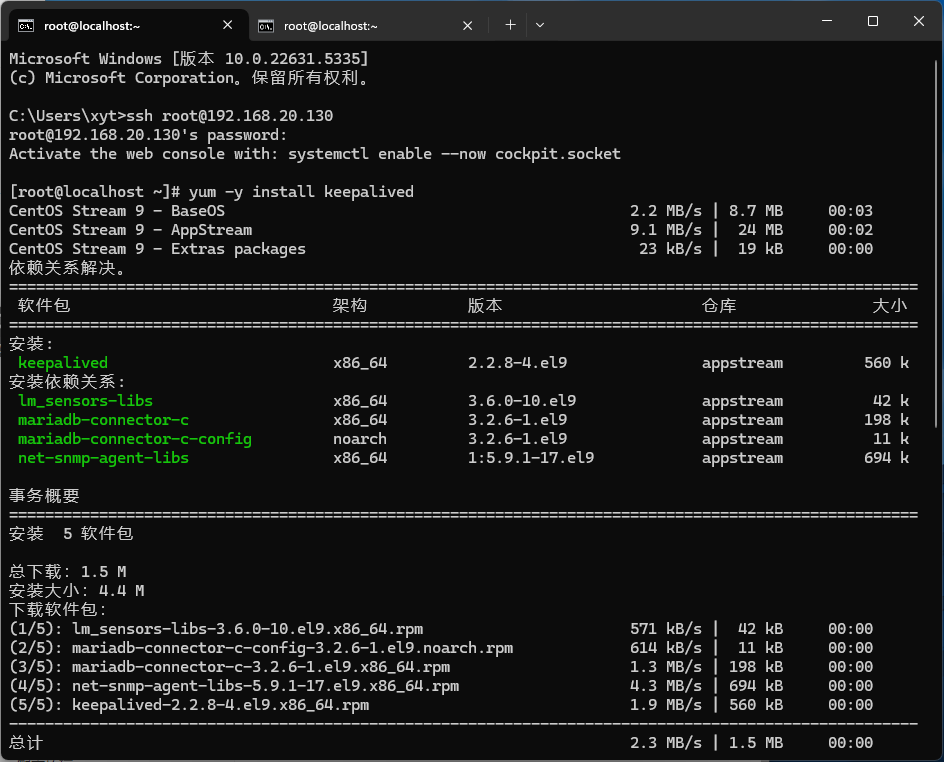 root@localhost:~ root@localhost:~
Microsoft Windows [版本 10.0.22631.5335]
(c) Microsoft Corporation。保留所有权利。
C:\Users\xyt>ssh root@192.168.20.130
root@192.168.20.130's password:
Activate the web console with: systemctl enable --now cockpit.socket
[root@localhost ~]# yum -y install keepalived
CentOS Stream 9 - BaseOS 2.2 MB/s | 8.7 MB 00:03
CentOS Stream 9 - AppStream 9.1 MB/s | 24 MB 00:02
CentOS Stream 9 - Extras packages 23 kB/s | 19 kB 00:00
依赖关系解决。
================================================================================
软件包 架构 版本 仓库 大小
================================================================================
安装:
keepalived x86_64 2.2.8-4.el9 appstream 560 k
安装依赖关系:
lm_sensors-libs x86_64 3.6.0-10.el9 appstream 42 k
mariadb-connector-c x86_64 3.2.6-1.el9 appstream 198 k
mariadb-connector-c-config noarch 3.2.6-1.el9 appstream 11 k
net-snmp-agent-libs x86_64 1:5.9.1-17.el9 appstream 694 k
事务概要
================================================================================
安装 5 软件包
总下载：1.5 M
安装大小：4.4 M
下载软件包：
(1/5): lm_sensors-libs-3.6.0-10.el9.x86_64.rpm 571 kB/s | 42 kB 00:00
(2/5): mariadb-connector-c-config-3.2.6-1.el9.noarch.rpm 614 kB/s | 11 kB 00:00
(3/5): mariadb-connector-c-3.2.6-1.el9.x86_64.rpm 1.3 MB/s | 198 kB 00:00
(4/5): net-snmp-agent-libs-5.9.1-17.el9.x86_64.rpm 4.3 MB/s | 694 kB 00:00
(5/5): keepalived-2.2.8-4.el9.x86_64.rpm 1.9 MB/s | 560 kB 00:00
--------------------------------------------------------------------------------
总计 2.3 MB/s | 1.5 MB 00:00